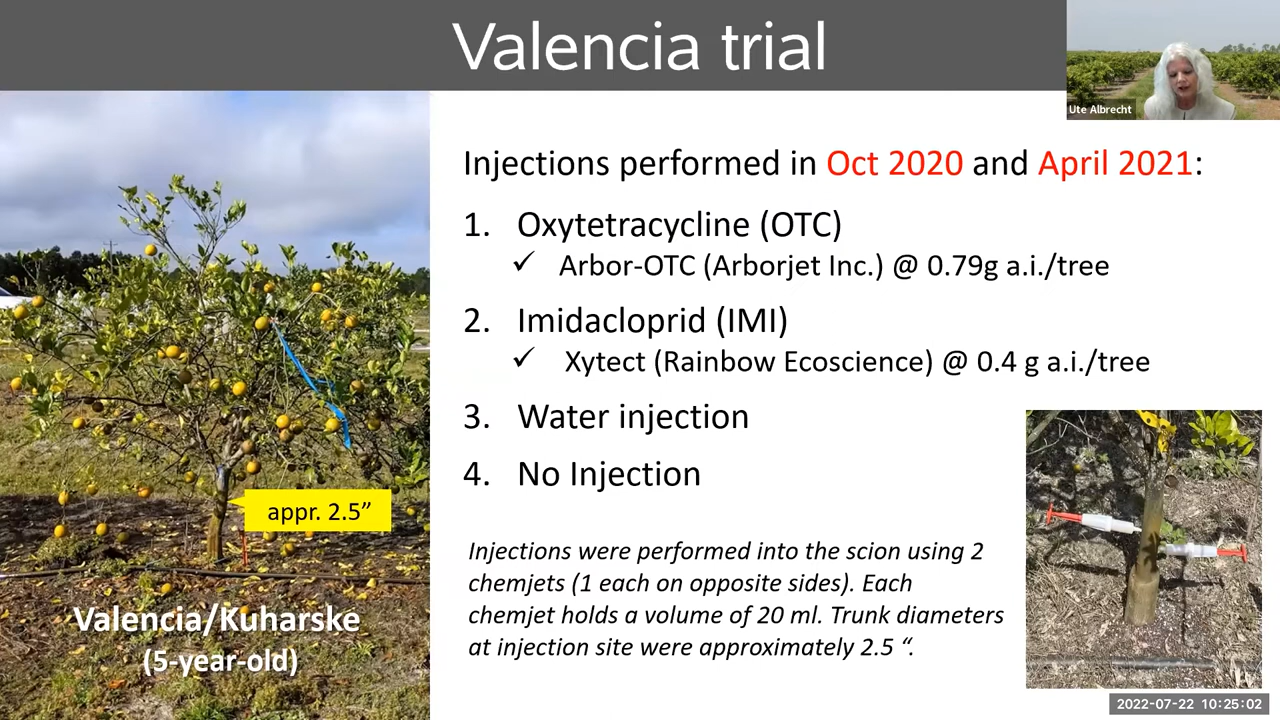 Valencia trial
Ute Albrecht
Injections performed in Oct 2020 and April 2021:
1. Oxytetracycline (OTC)
✓ Arbor-OTC (Arborjet Inc.) @ 0.79g a.i./tree
2. Imidacloprid (IMI)
✓ Xytect (Rainbow Ecoscience) @ 0.4 g a.i./tree
3. Water injection
4. No Injection
appr. 2.5”
Injections were performed into the scion using 2
chemjets (1 each on opposite sides). Each
chemjet holds a volume of 20 ml. Trunk diameters
at injection site were approximately 2.5 “.
Valencia/Kuharske
(5-year-old)
2022-07-22 10:25:02